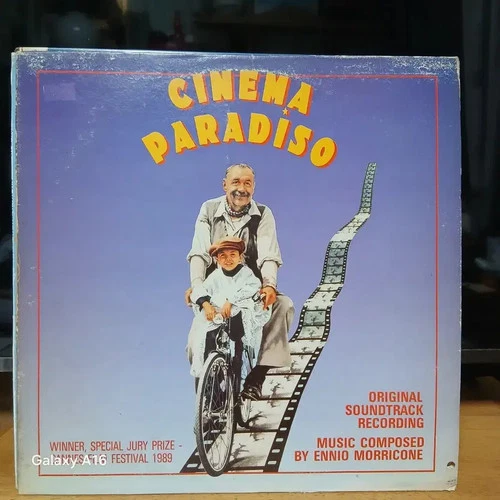 CINEMA
PARADISO
ORIGINAL
SOUNDTRACK
RECORDING
MUSIC COMPOSED
BY ENNIO MORRICONE
WINNER, SPECIAL JURY PRIZE -
FESTIVAL 1989
Galaxy A16